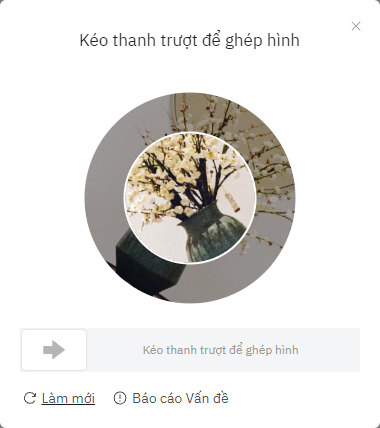 Kéo thanh trượt để ghép hình
Kéo thanh trượt để ghép hình
Làm mới
Báo cáo Vấn đề